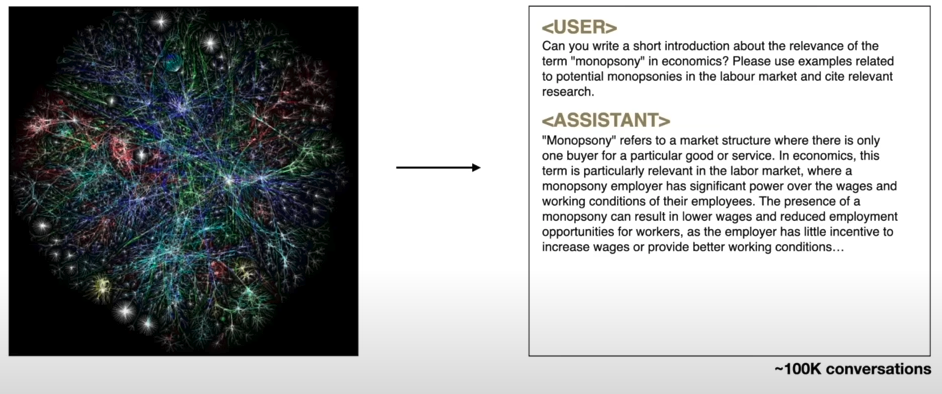 <USER>
Can you write a short introduction about the relevance of the
term "monopsony" in economics? Please use examples related
to potential monopsonies in the labour market and cite relevant
research.
<ASSISTANT>
"Monopsony" refers to a market structure where there is only
one buyer for a particular good or service. In economics, this
term is particularly relevant in the labor market, where a
monopsony employer has significant power over the wages and
working conditions of their employees. The presence of a
monopsony can result in lower wages and reduced employment
opportunities for workers, as the employer has little incentive to
increase wages or provide better working conditions…
~100K conversations